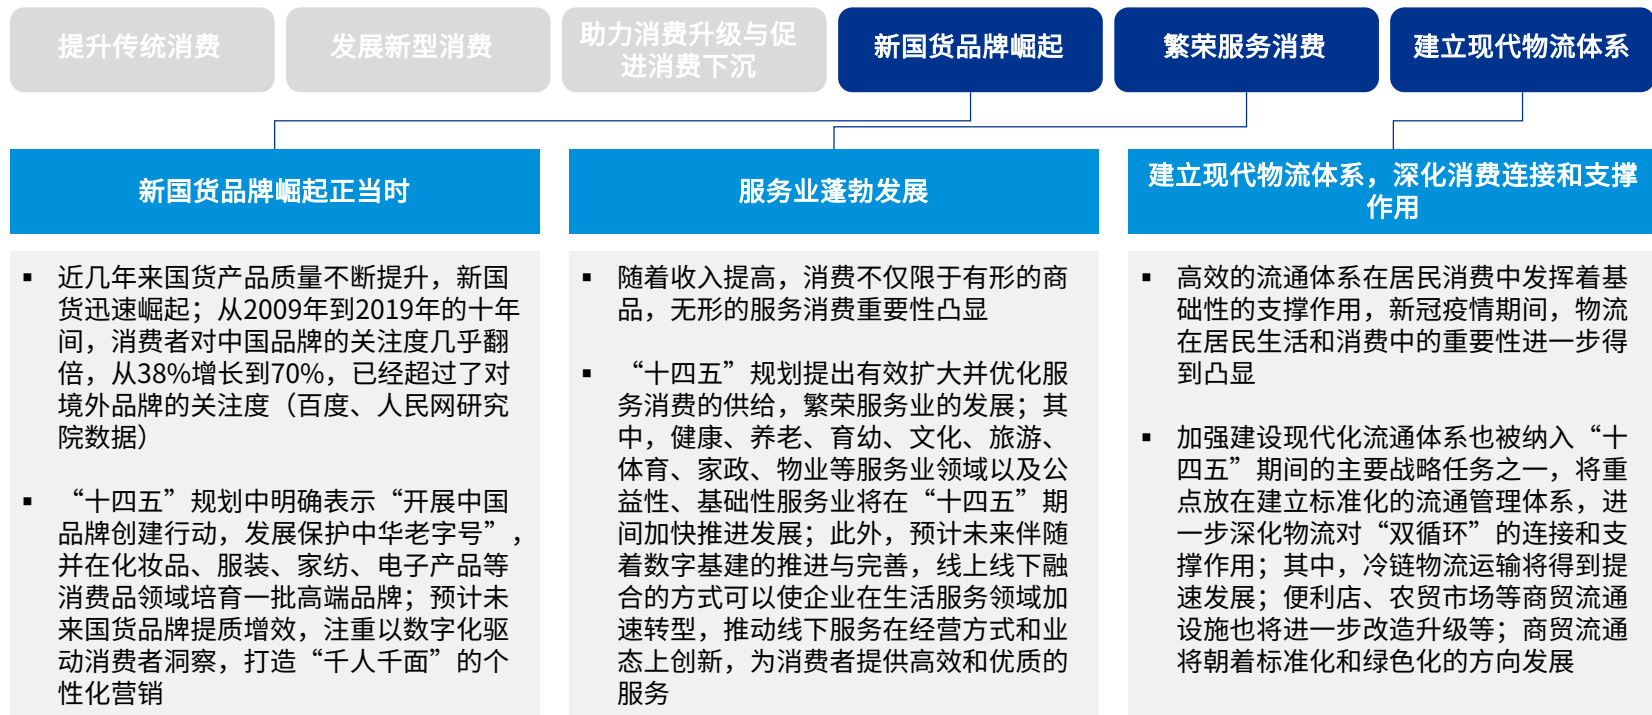 提升传统消费
发展新型消费
助力消费升级与促
进消费下沉
新国货品牌崛起
繁荣服务消费
建立现代物流体系
新国货品牌崛起正当时
▪ 近几年来国货产品质量不断提升，新国
货迅速崛起；从2009年到2019年的十年
间，消费者对中国品牌的关注度几乎翻
倍，从38%增长到70%，已经超过了对
境外品牌的关注度（百度、人民网研究
院数据）
▪ “十四五”规划中明确表示“开展中国
品牌创建行动，发展保护中华老字号”，
并在化妆品、服装、家纺、电子产品等
消费品领域培育一批高端品牌；预计未
来国货品牌提质增效，注重以数字化驱
动消费者洞察，打造“千人千面”的个
性化营销
服务业蓬勃发展
▪ 随着收入提高，消费不仅限于有形的商
品，无形的服务消费重要性凸显
▪ “十四五”规划提出有效扩大并优化服
务消费的供给，繁荣服务业的发展；其
中，健康、养老、育幼、文化、旅游、
体育、家政、物业等服务业领域以及公
益性、基础性服务业将在“十四五”期
间加快推进发展；此外，预计未来伴随
着数字基建的推进与完善，线上线下融
合的方式可以使企业在生活服务领域加
速转型，推动线下服务在经营方式和业
态上创新，为消费者提供高效和优质的
服务
建立现代物流体系，深化消费连接和支撑
作用
▪ 高效的流通体系在居民消费中发挥着基
础性的支撑作用，新冠疫情期间，物流
在居民生活和消费中的重要性进一步得
到凸显
▪ 加强建设现代化流通体系也被纳入“十
四五”期间的主要战略任务之一，将重
点放在建立标准化的流通管理体系，进
一步深化物流对“双循环”的连接和支
撑作用；其中，冷链物流运输将得到提
速发展；便利店、农贸市场等商贸流通
设施也将进一步改造升级等；商贸流通
将朝着标准化和绿色化的方向发展